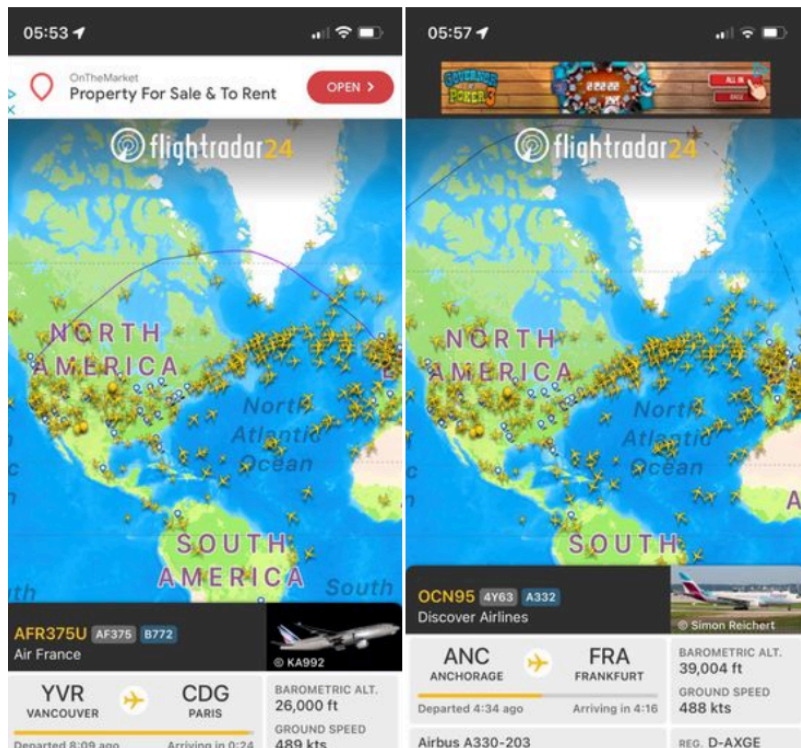 05:53
OnTheMarket
Property For Sale & To Rent
OPEN
flightradar24
NORTH
AMERICA
North
Atlantic
Ocean
SOUTH
AMERICA
South
AFR375U AF375 B772
Air France
© KA992
YVR
VANCOUVER
CDG
PARIS
BAROMETRIC ALT.
26,000 ft
GROUND SPEED
489 kts
Departed 8:09 ago
Arriving in 0:24
05:57
GOVERNOR
POKER 3
ALL IN
flightradar24
NORTH
AMERICA
North
Atlantic
Ocean
A
SOUTH
OCN95 4Y63 A332
Discover Airlines
© Simon Reichert
ANC
ANCHORAGE
FRA
FRANKFURT
BAROMETRIC ALT.
39,004 ft
GROUND SPEED
488 kts
Departed 4:34 ago
Arriving in 4:16
Airbus A330-203
REG. D-AXGE